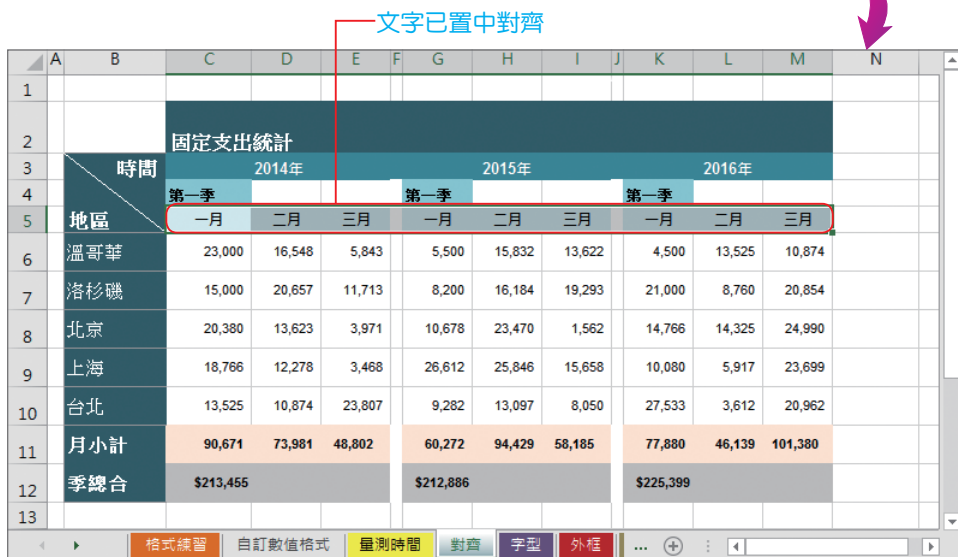 文字已置中對齊
A B C D E F G H I J K L M N
1
2 固定支出統計
3 時間 2014年 2015年 2016年
4 第一季 第一季 第一季
5 地區 一月 二月 三月 一月 二月 三月 一月 二月 三月
6 溫哥華 23,000 16,548 5,843 5,500 15,832 13,622 4,500 13,525 10,874
7 洛杉磯 15,000 20,657 11,713 8,200 16,184 19,293 21,000 8,760 20,854
8 北京 20,380 13,623 3,971 10,678 23,470 1,562 14,766 14,325 24,990
9 上海 18,766 12,278 3,468 26,612 25,846 15,658 10,080 5,917 23,699
10 台北 13,525 10,874 23,807 9,282 13,097 8,050 27,533 3,612 20,962
11 月小計 90,671 73,981 48,802 60,272 94,429 58,185 77,880 46,139 101,380
12 季總合 $213,455 $212,886 $225,399
13
格式練習 自訂數值格式 量測時間 對齊 字型 外框 ...